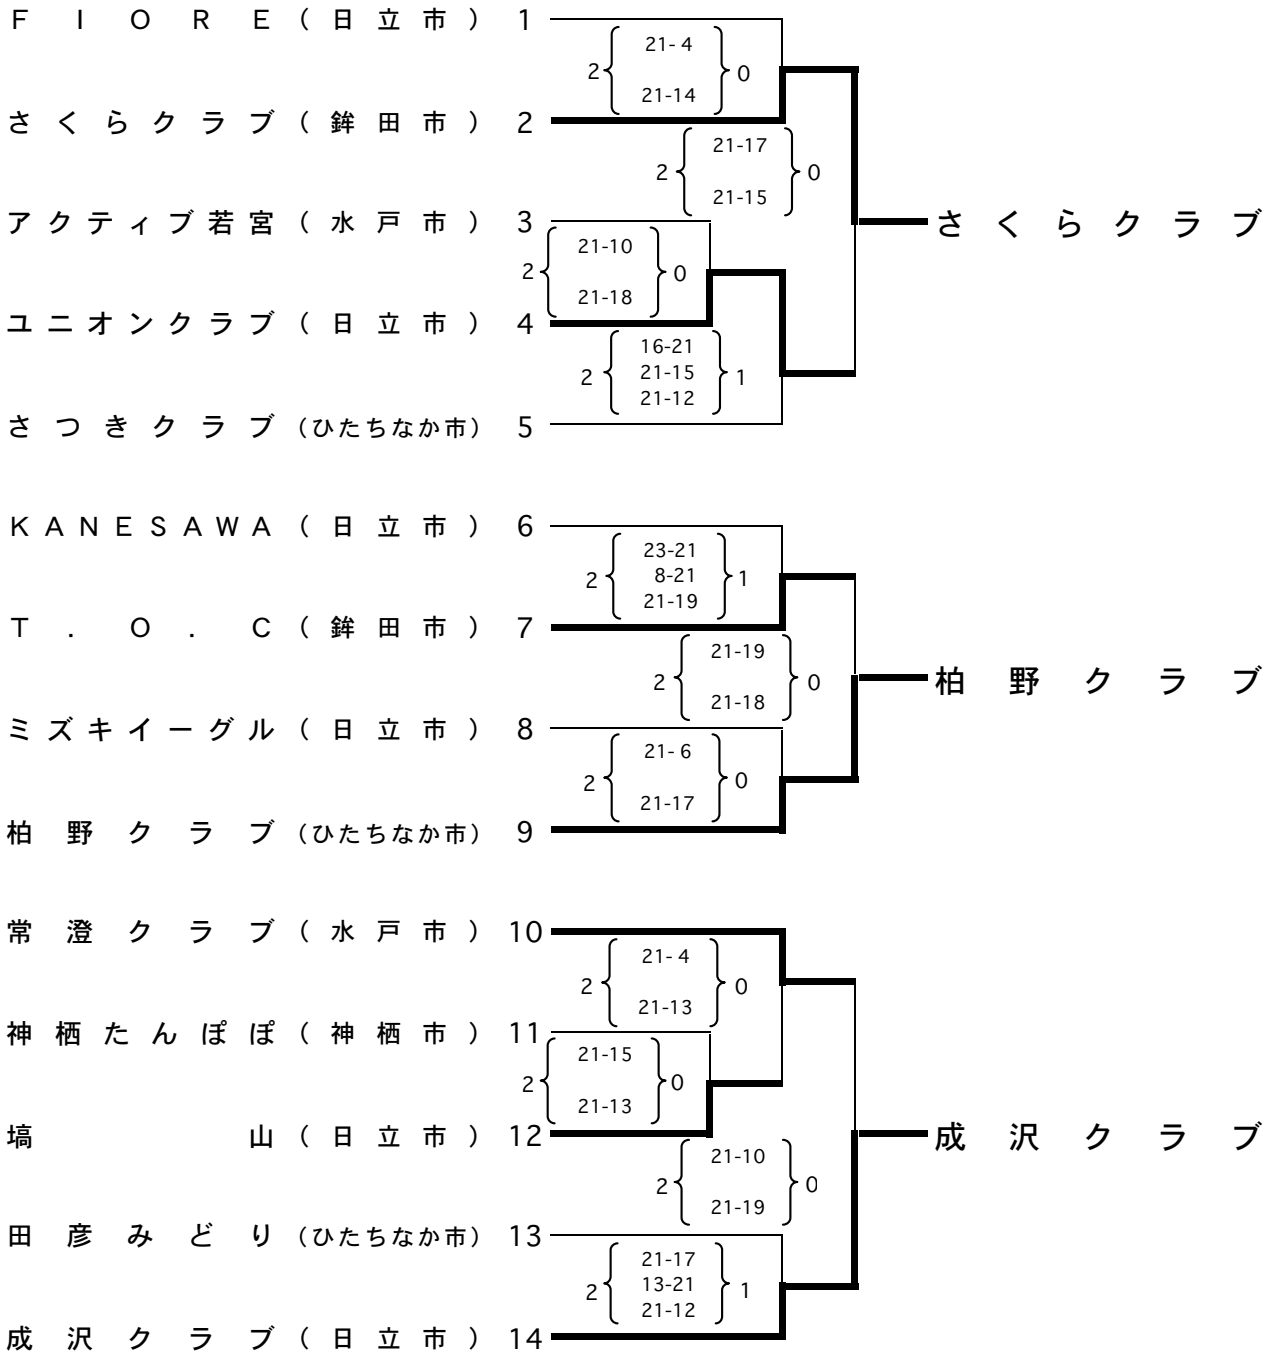 FIORE(日立市) 1
21- 4
2 0
21-14
さくらクラブ(鉾田市) 2
21-17
2 0
21-15
アクティブ若宮(水戸市) 3
さくらクラブ
21-10
2 0
21-18
ユニオンクラブ(日立市) 4
16-21
2 21-15 1
21-12
さつきクラブ(ひたちなか市) 5
KANESAWA(日立市) 6
23-21
2 8-21 1
21-19
T.O.C(鉾田市) 7
21-19
2 0
21-18
柏野クラブ
ミズキイーグル(日立市) 8
21- 6
2 0
21-17
柏野クラブ(ひたちなか市) 9
常澄クラブ(水戸市) 10
21- 4
2 0
21-13
神栖たんぽぽ(神栖市) 11
21-15
2 0
21-13
塙山(日立市) 12
成沢クラブ
21-10
2 0
21-19
田彦みどり(ひたちなか市) 13
21-17
2 13-21 1
21-12
成沢クラブ(日立市) 14